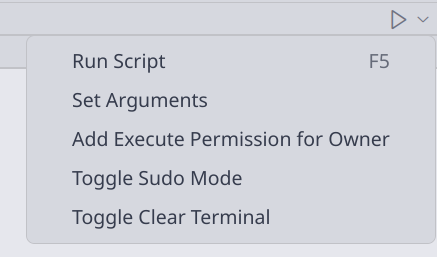 Run Script F5
Set Arguments
Add Execute Permission for Owner
Toggle Sudo Mode
Toggle Clear Terminal